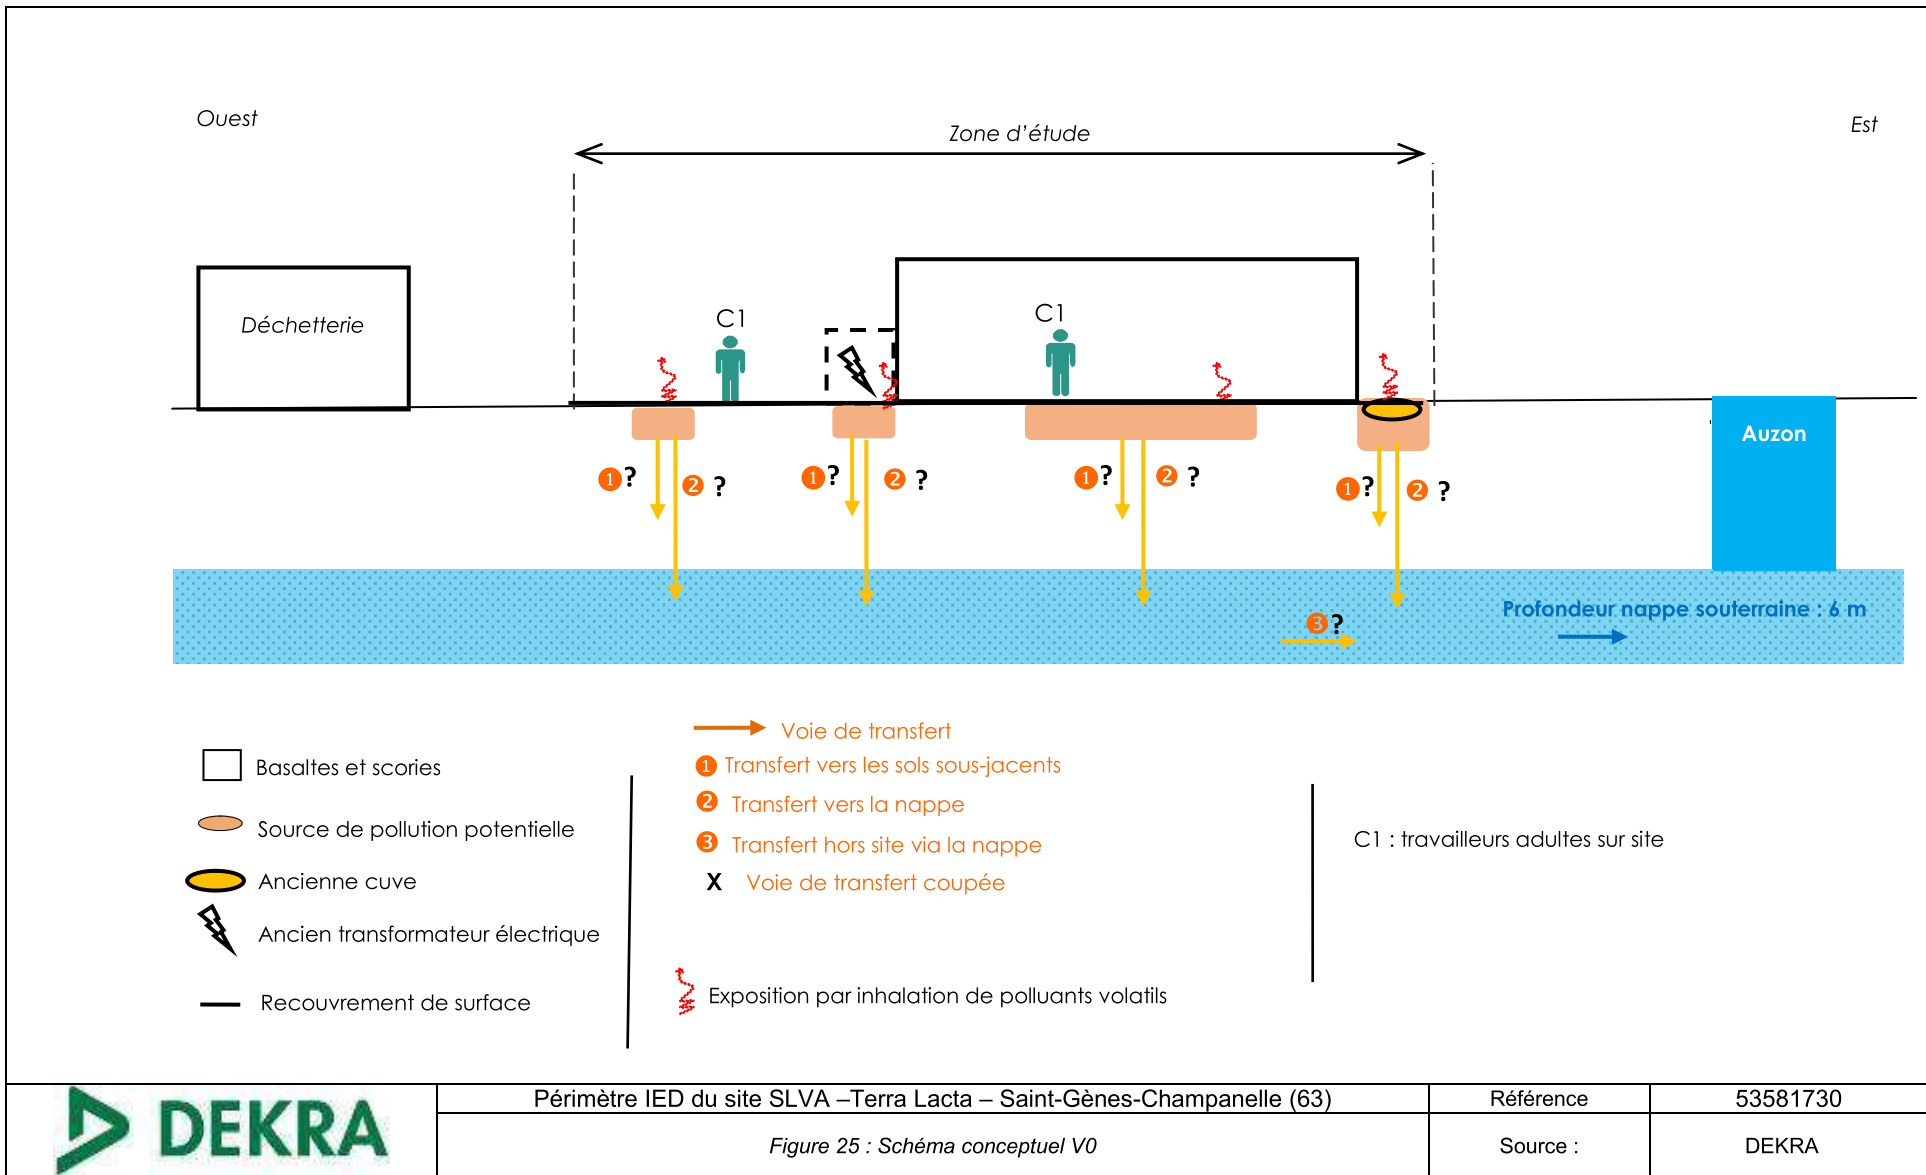 Ouest
Est
Zone d'étude
Déchetterie
C1
C1
Auzon
1 ? 2 ?
1 ? 2 ?
1 ? 2 ?
1 ? 2 ?
Profondeur nappe souterraine : 6 m
3 ?
Basaltes et scories
Source de pollution potentielle
Ancienne cuve
Ancien transformateur électrique
Recouvrement de surface
Voie de transfert
1 Transfert vers les sols sous-jacents
2 Transfert vers la nappe
3 Transfert hors site via la nappe
X Voie de transfert coupée
Exposition par inhalation de polluants volatils
C1 : travailleurs adultes sur site
DEKRA
Périmètre IED du site SLVA –Terra Lacta – Saint-Gènes-Champanelle (63)
Référence
53581730
Figure 25 : Schéma conceptuel V0
Source :
DEKRA